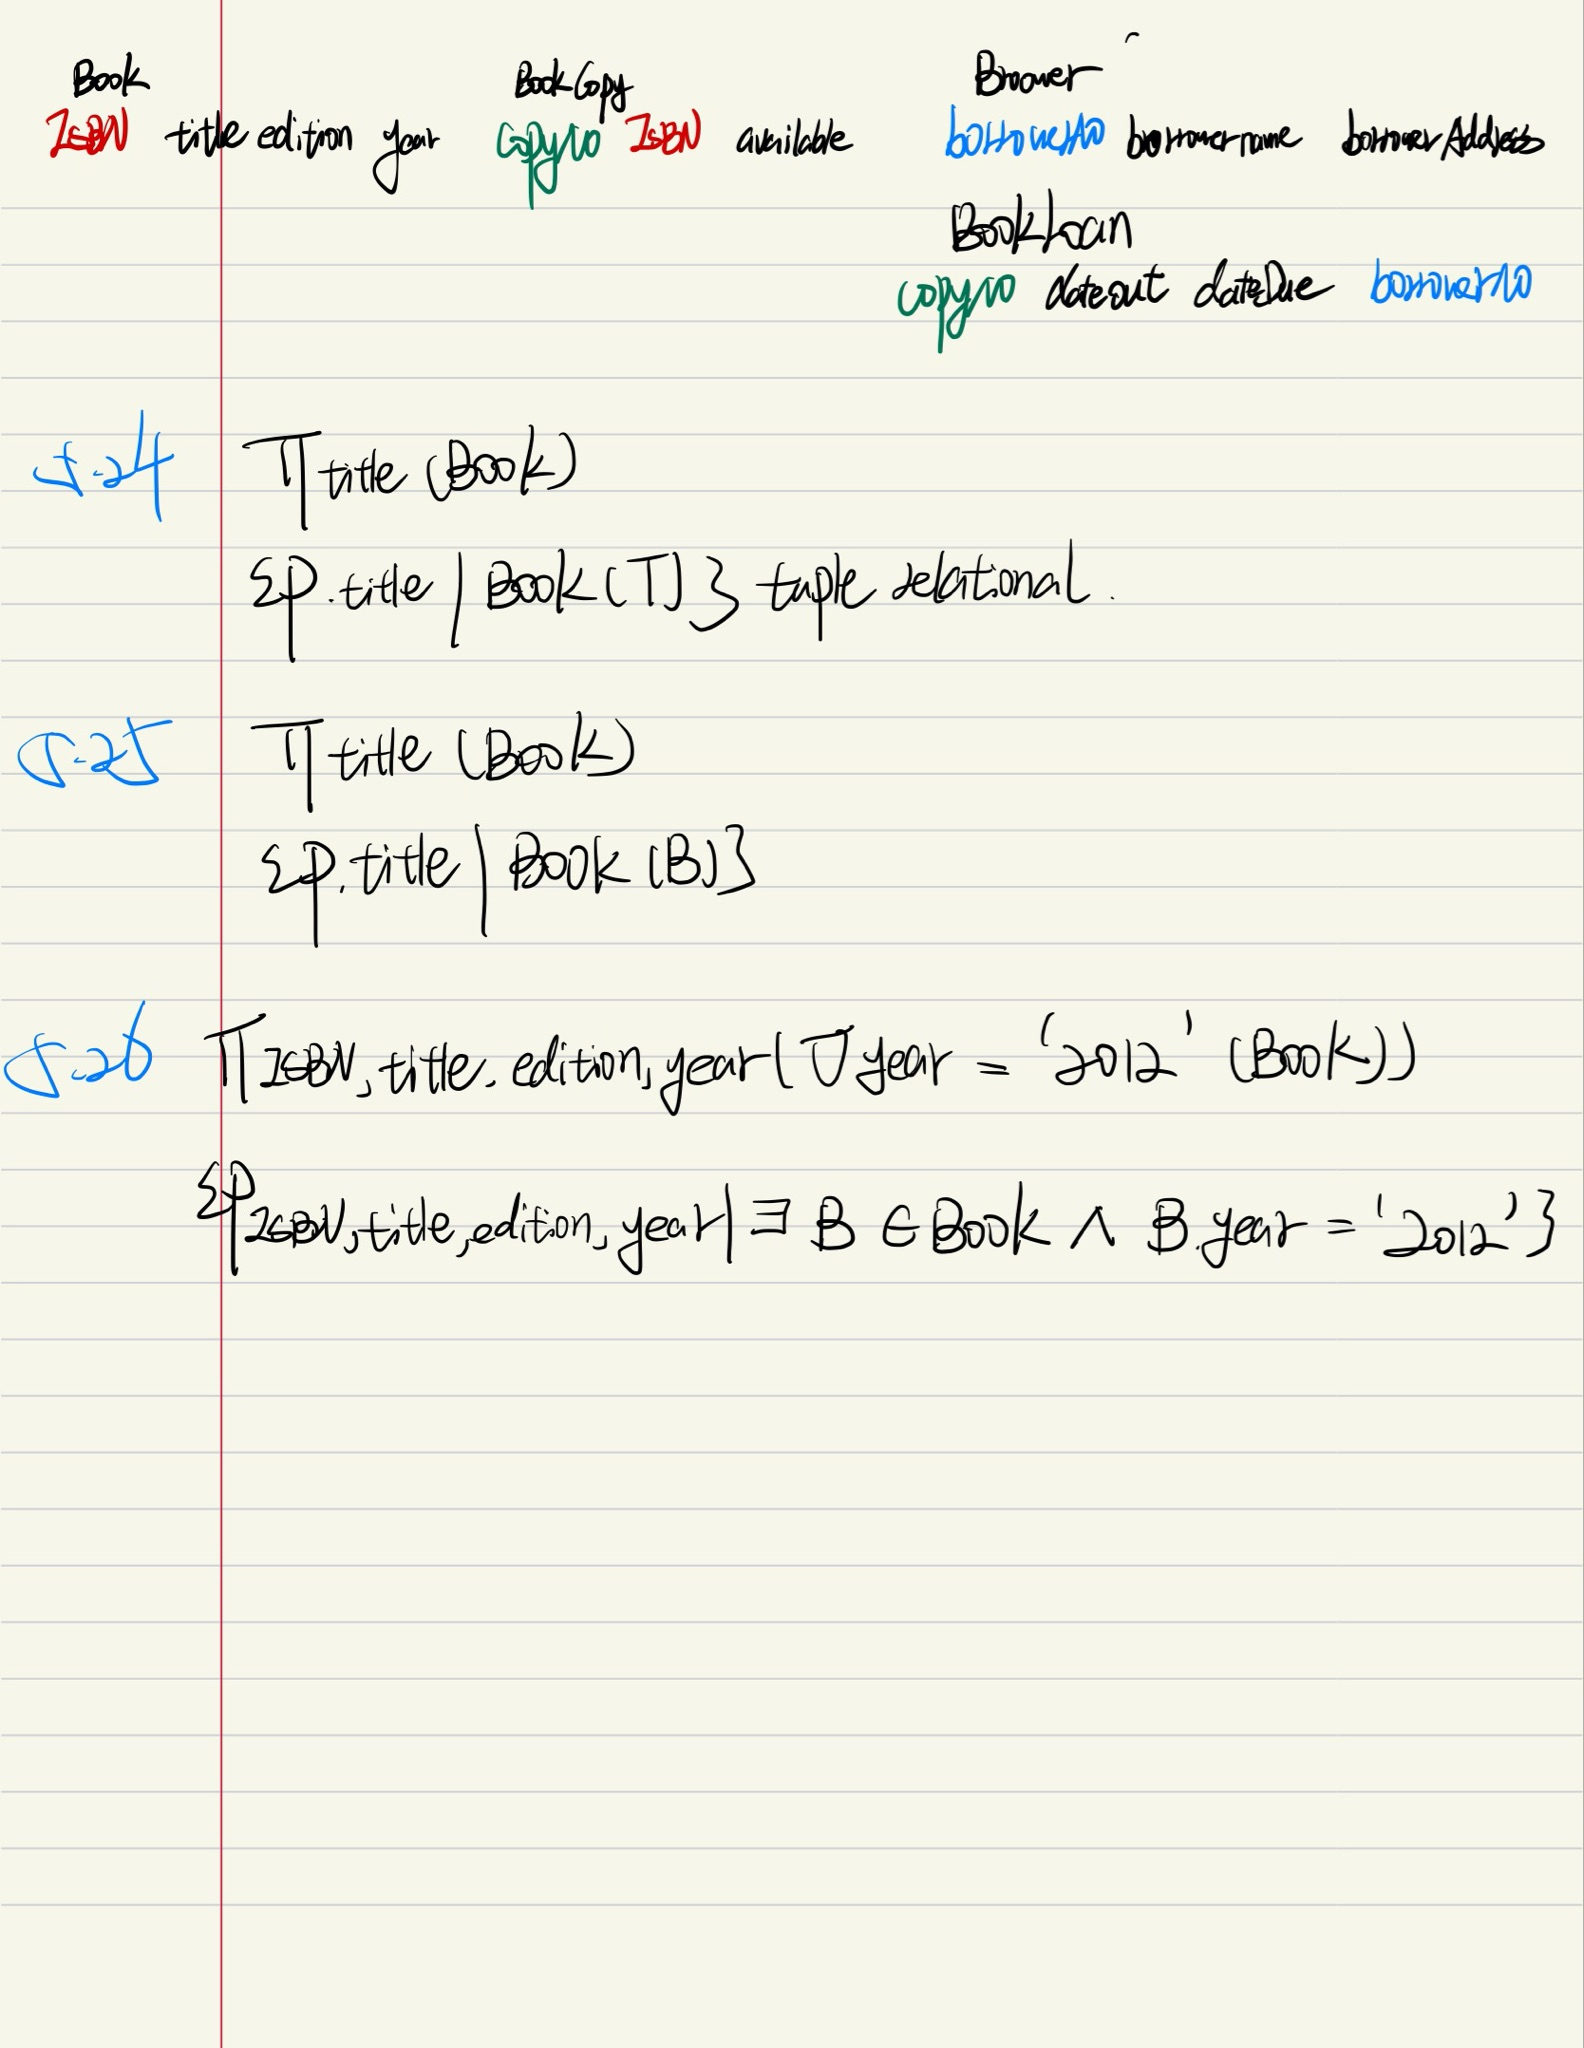 Book BookCopy Broower
ISBN title edition year copyNo ISBN available borrowerNo borrowername borrowerAddress
BookLoan
copyNo dateout dateDue borrowerNo
5.24 Π title (Book)
{P.title | Book(T)} tuple relational.
5.25 Π title (Book)
{P.title | Book (B)}
5.26 Π ISBN, title. edition, year (σ year = '2012' (Book))
{P ISBN, title, edition, year | ∃ B ∈ Book ∧ B.year = '2012'}